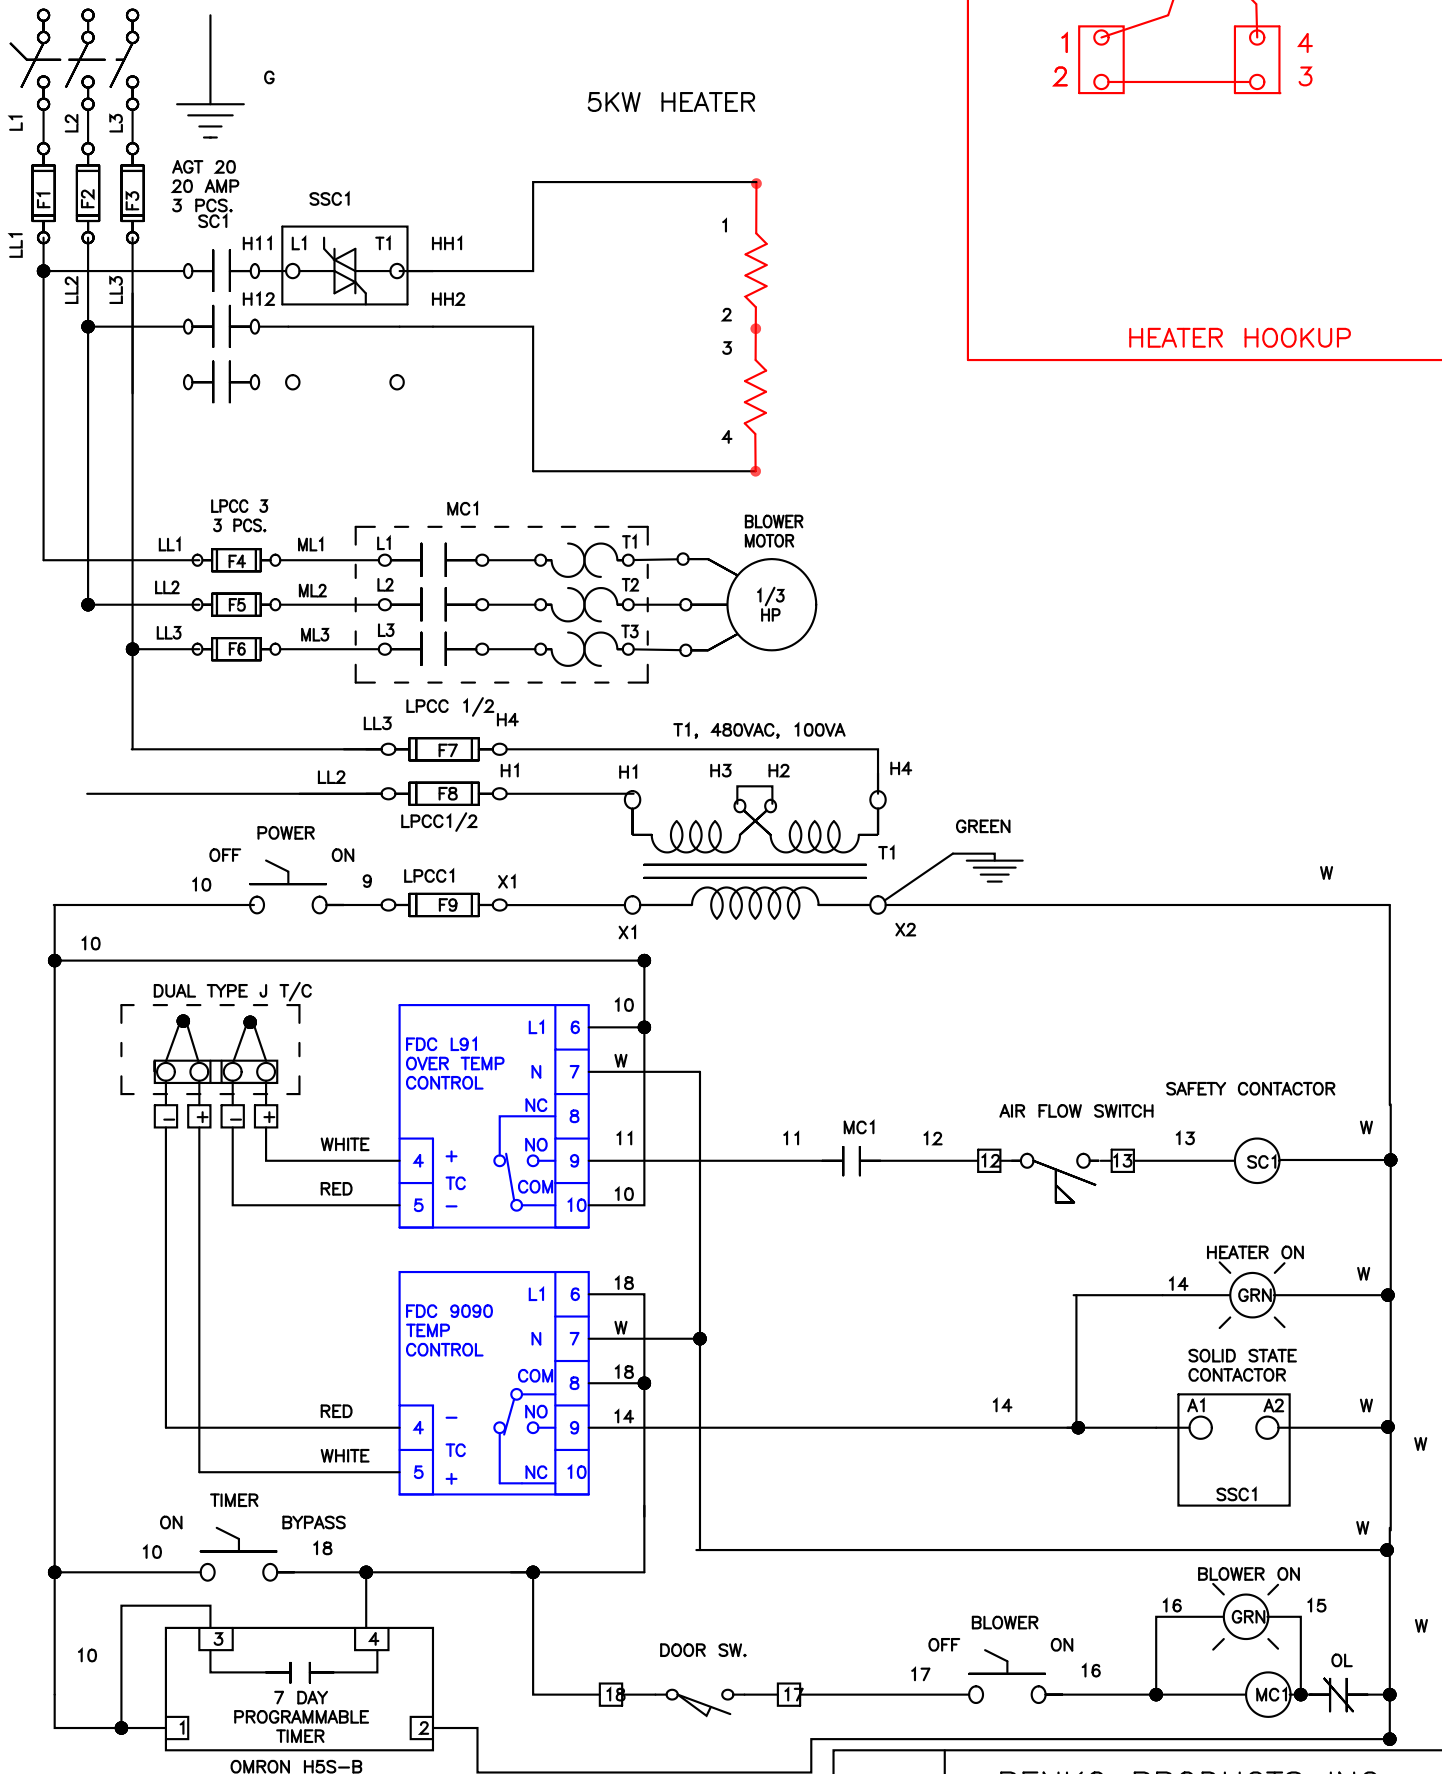 1
4
2
3
HEATER HOOKUP
G
5KW HEATER
L1
L2
L3
AGT 20
20 AMP
3 PCS.
F1
F2
F3
SC1
SSC1
LL1
LL2
LL3
H11
L1
T1
HH1
H12
HH2
1
2
3
4
LPCC 3
3 PCS.
MC1
BLOWER
MOTOR
LL1
F4
ML1
L1
T1
LL2
F5
ML2
L2
T2
1/3
HP
LL3
F6
ML3
L3
T3
LPCC 1/2
LL3
H4
F7
T1, 480VAC, 100VA
LL2
F8
H1
H1
H3
H2
H4
LPCC1/2
POWER
OFF
ON
T1
GREEN
10
9
LPCC1
X1
F9
W
X1
X2
10
DUAL TYPE J T/C
FDC L91
OVER TEMP
CONTROL
L1
6
10
N
7
W
NC
8
NO
9
11
COM
10
10
WHITE
4
+
TC
RED
5
-
- + - +
11
MC1
12
AIR FLOW SWITCH
12
13
13
SAFETY CONTACTOR
SC1
W
FDC 9090
TEMP
CONTROL
L1
6
18
N
7
W
COM
8
18
NO
9
14
NC
10
RED
4
-
TC
WHITE
5
+
HEATER ON
14
GRN
W
SOLID STATE
CONTACTOR
14
A1
A2
W
W
SSC1
TIMER
ON
BYPASS
10
18
W
10
3
4
7 DAY
PROGRAMMABLE
TIMER
1
2
OMRON H5S-B
DOOR SW.
18
17
17
BLOWER
OFF
ON
16
BLOWER ON
16
GRN
15
W
MC1
OL
PENKO PRODUCTS INC